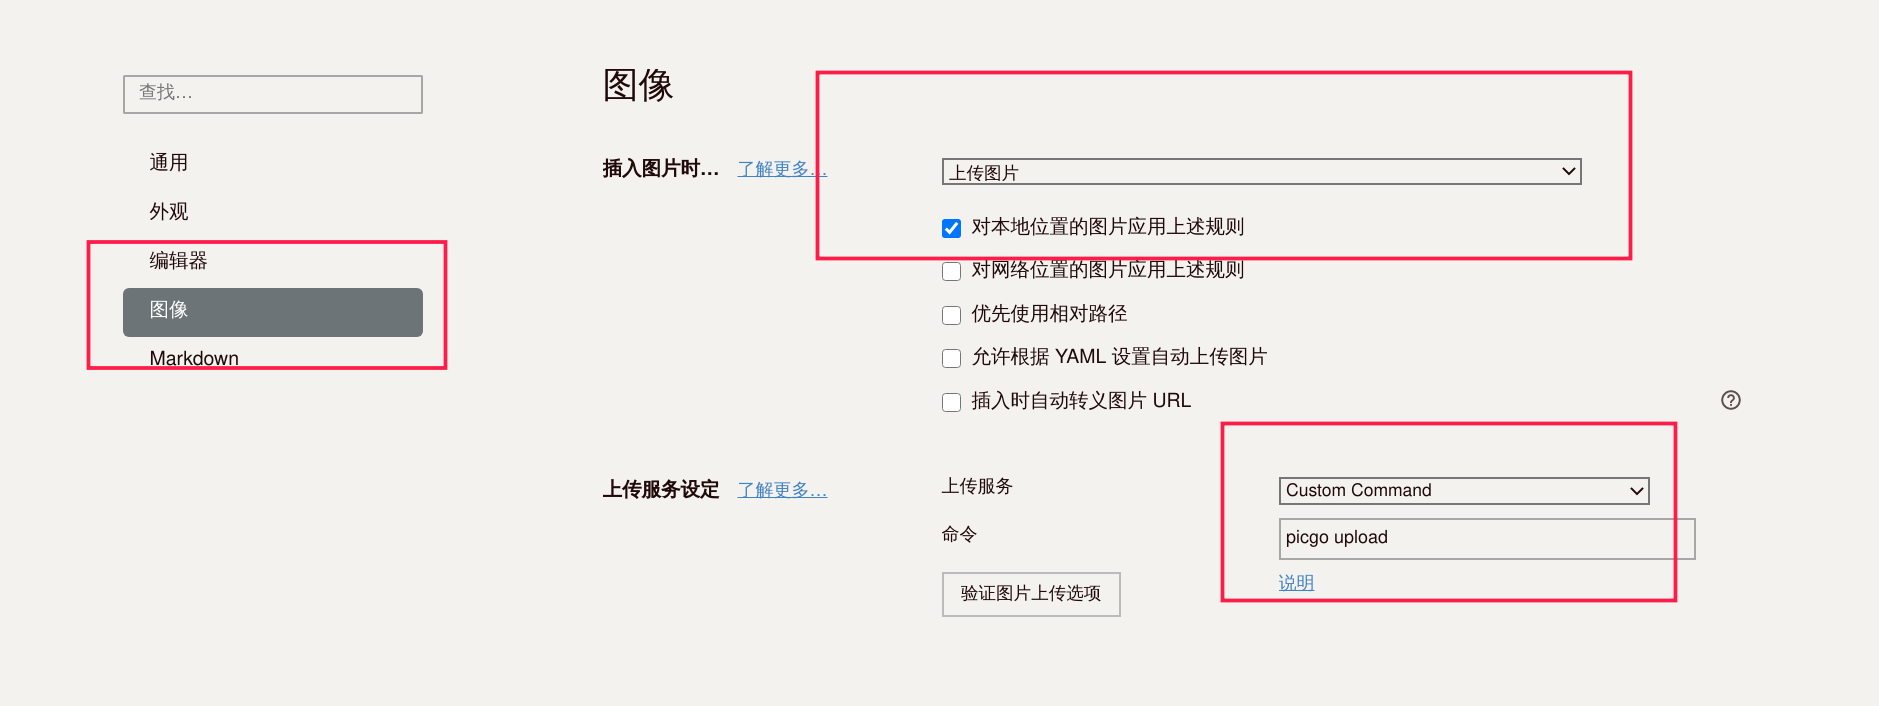 查找...
通用
外观
编辑器
图像
Markdown
图像
插入图片时... 了解更多...
上传图片
对本地位置的图片应用上述规则
对网络位置的图片应用上述规则
优先使用相对路径
允许根据 YAML 设置自动上传图片
插入时自动转义图片 URL
上传服务设定 了解更多...
上传服务 Custom Command
命令 picgo upload
说明
验证图片上传选项